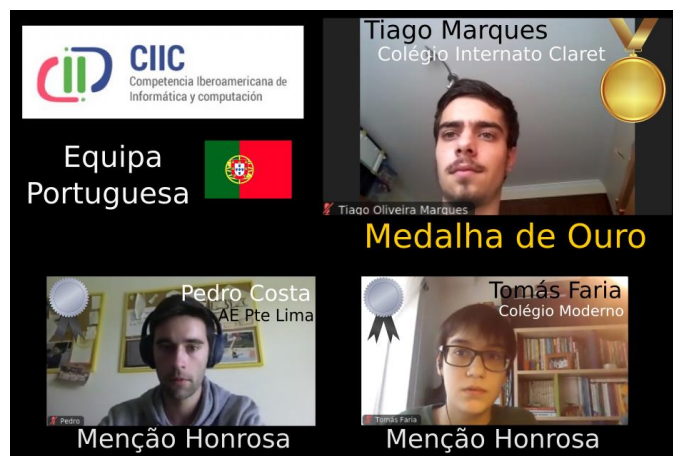 CIIC
Competencia Iberoamericana de
Informática y computación
Equipa
Portuguesa
Tiago Marques
Colégio Internato Claret
Tiago Oliveira Marques
Medalha de Ouro
Pedro Costa
AE Pte Lima
Pedro
Menção Honrosa
Tomás Faria
Colégio Moderno
Tomás Faria
Menção Honrosa